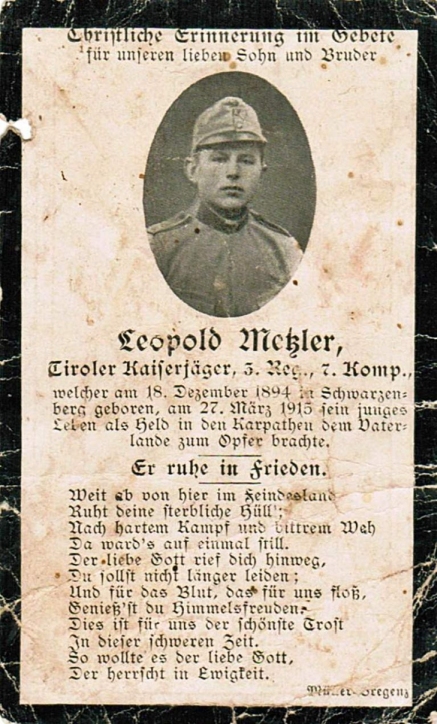 Christliche Erinnerung im Gebete
für unseren lieben Sohn und Bruder
Leopold Metzler,
Tiroler Kaiserjäger, 3. Reg., 7. Komp.,
welcher am 18. Dezember 1894 in Schwarzen-
berg geboren, am 27. März 1915 sein junges
Leben als Held in den Karpathen dem Vater-
lande zum Opfer brachte.
Er ruhe in Frieden.
Weit ab von hier im Feindesland
Ruht deine sterbliche Hüll';
Nach hartem Kampf und bittrem Weh
Da ward's auf einmal still.
Der liebe Gott rief dich hinweg,
Du sollst nicht länger leiden;
Und für das Blut, das für uns floß,
Genieß'st du Himmelsfreuden.
Dies ist für uns der schönste Trost
In dieser schweren Zeit.
So wollte es der liebe Gott,
Der herrscht in Ewigkeit.
Bregenz